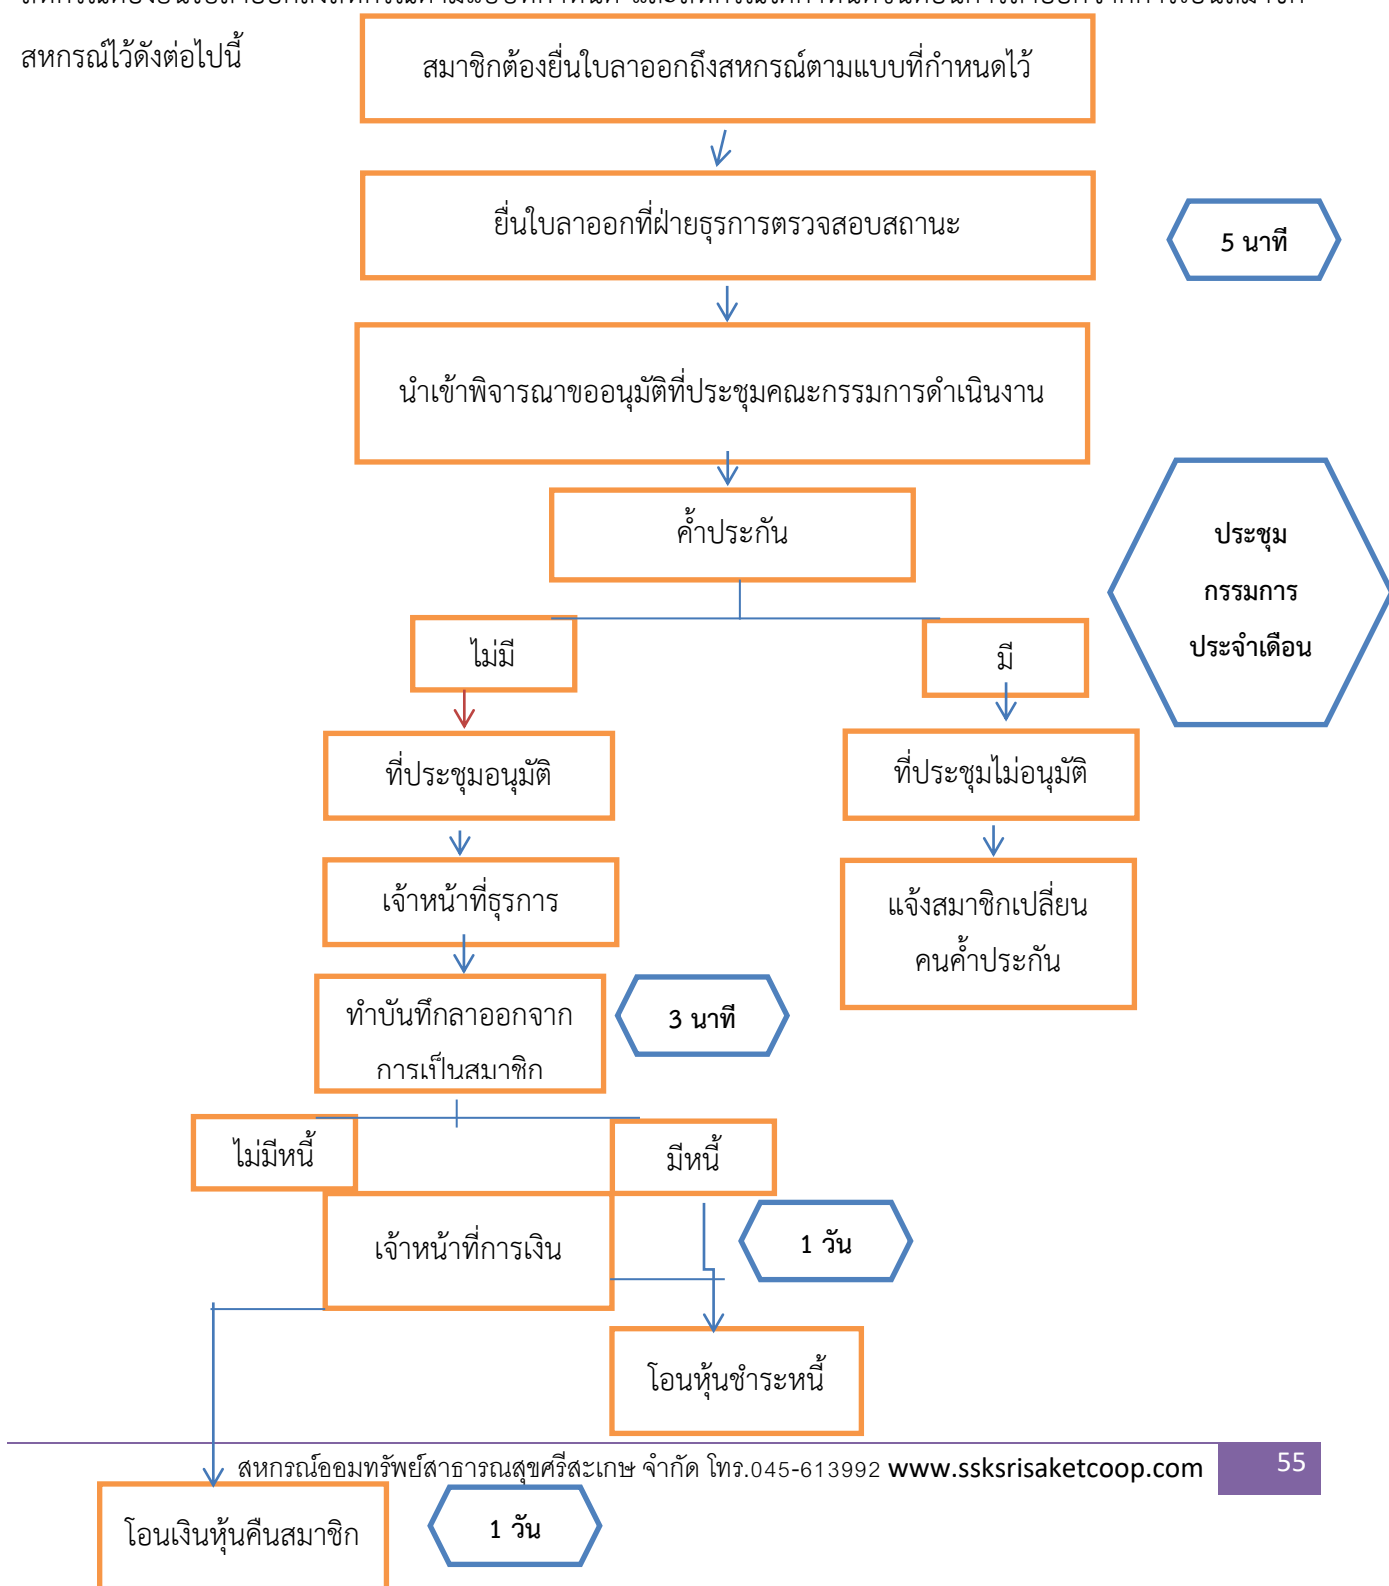 สหกรณ์ไว้ดังต่อไปนี้
สมาชิกต้องยื่นใบลาออกถึงสหกรณ์ตามแบบที่กำหนดไว้
ยื่นใบลาออกที่ฝ่ายธุรการตรวจสอบสถานะ
5 นาที
นำเข้าพิจารณาขออนุมัติที่ประชุมคณะกรรมการดำเนินงาน
ค้ำประกัน
ประชุม
กรรมการ
ประจำเดือน
ไม่มี
มี
ที่ประชุมอนุมัติ
ที่ประชุมไม่อนุมัติ
เจ้าหน้าที่ธุรการ
แจ้งสมาชิกเปลี่ยน
คนค้ำประกัน
ทำบันทึกลาออกจาก
การเป็นสมาชิก
3 นาที
ไม่มีหนี้
มีหนี้
เจ้าหน้าที่การเงิน
1 วัน
โอนหุ้นชำระหนี้
สหกรณ์ออมทรัพย์สาธารณสุขศรีสะเกษ จำกัด โทร.045-613992 www.ssksrisaketcoop.com
55
โอนเงินหุ้นคืนสมาชิก
1 วัน